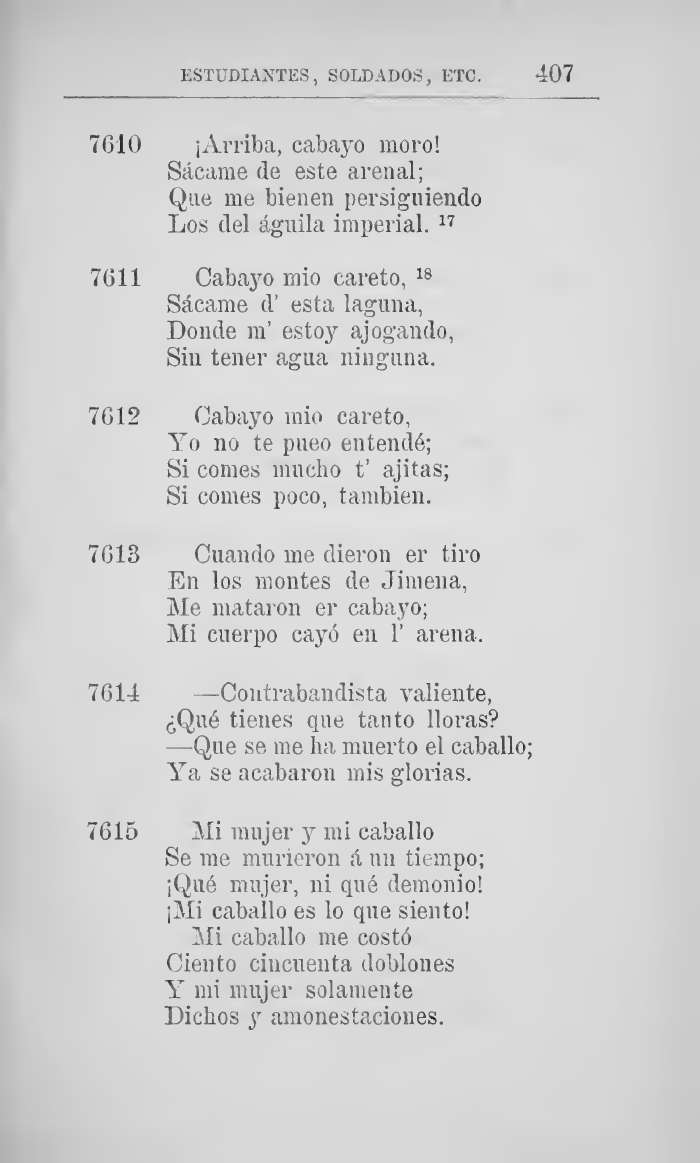 ESTUDIANTES, SOLDADOS, ETC. 407
7610 ¡Arriba, cabayo moro!
Sácame de este arenal;
Que me bienen persiguiendo
Los del águila imperial. ¹⁷
7611 Cabayo mio careto, ¹⁸
Sácame d' esta laguna,
Donde m' estoy ajogando,
Sin tener agua ninguna.
7612 Cabayo mio careto,
Yo no te pueo entendé;
Si comes mucho t' ajitas;
Si comes poco, tambien.
7613 Cuando me dieron er tiro
En los montes de Jimena,
Me mataron er cabayo;
Mi cuerpo cayó en l' arena.
7614 —Contrabandista valiente,
¿Qué tienes que tanto lloras?
—Que se me ha muerto el caballo;
Ya se acabaron mis glorias.
7615 Mi mujer y mi caballo
Se me murieron á un tiempo;
¡Qué mujer, ni qué demonio!
¡Mi caballo es lo que siento!
Mi caballo me costó
Ciento cincuenta doblones
Y mi mujer solamente
Dichos y amonestaciones.